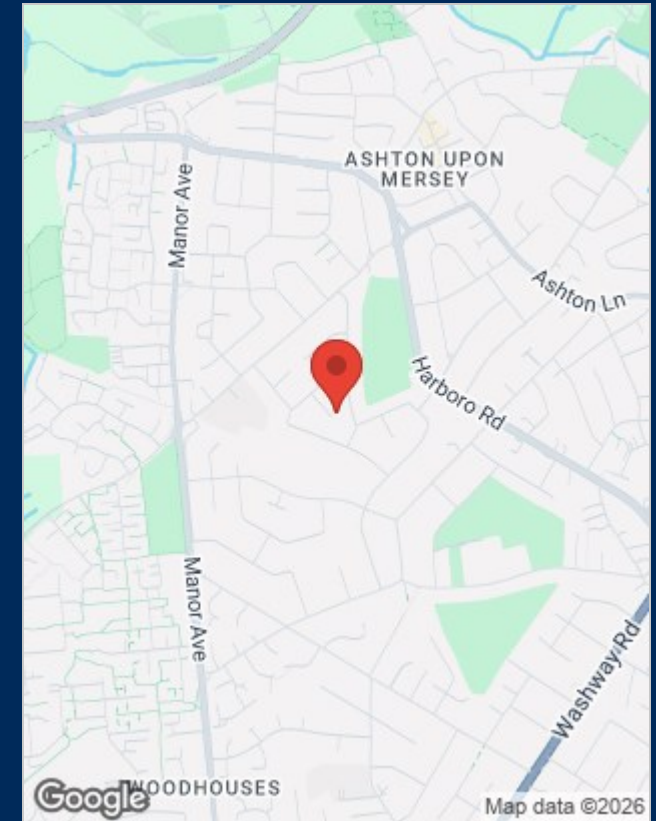 ASHTON UPON
MERSEY
Manor Ave
Ashton Ln
Harboro Rd
Manor Ave
Washway Rd
WOODHOUSES
Google
Map data ©2026